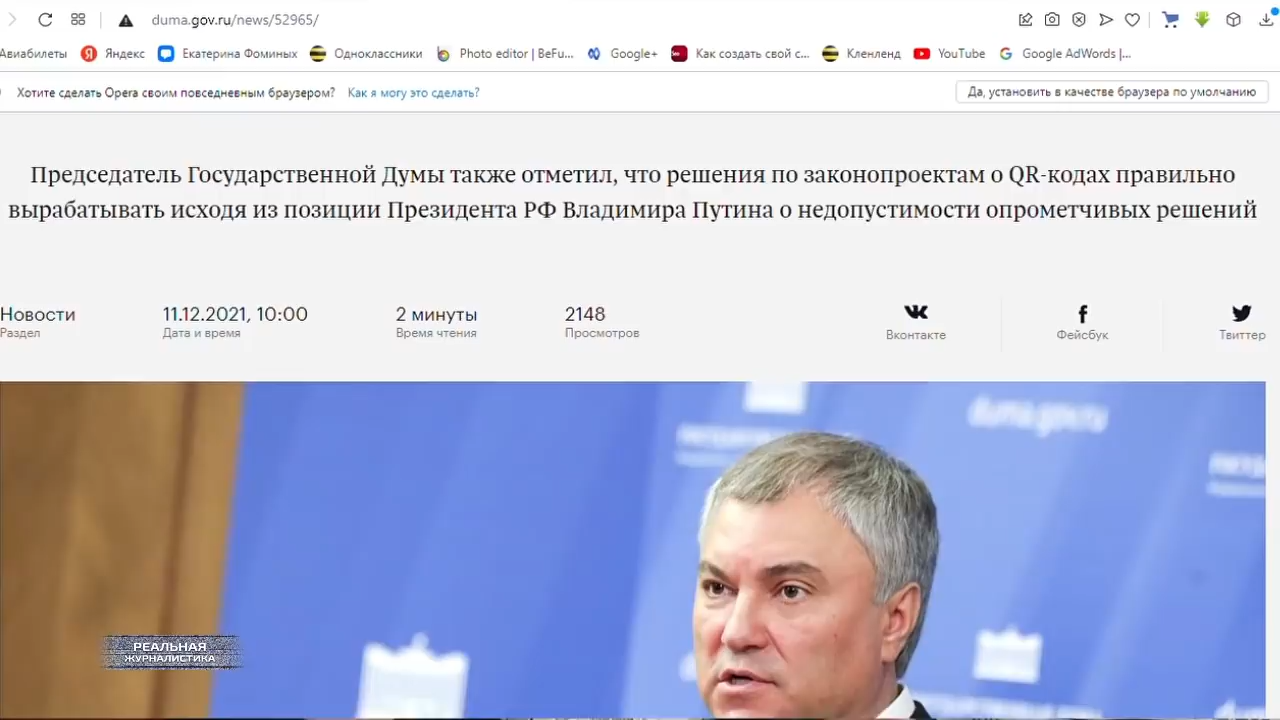 duma.gov.ru/news/52965/
Авиабилеты Яндекс Екатерина Фоминых Одноклассники Photo editor | BeFu... Google+ Как создать свой с... Кленленд YouTube Google AdWords |...
Хотите сделать Opera своим повседневным браузером? Как я могу это сделать? Да, установить в качестве браузера по умолчанию
Председатель Государственной Думы также отметил, что решения по законопроектам о QR-кодах правильно
вырабатывать исходя из позиции Президента РФ Владимира Путина о недопустимости опрометчивых решений
Новости 11.12.2021, 10:00 2 минуты 2148
Раздел Дата и время Время чтения Просмотров Вконтакте Фейсбук Твиттер
duma.gov.ru
РЕАЛЬНАЯ
ЖУРНАЛИСТИКА